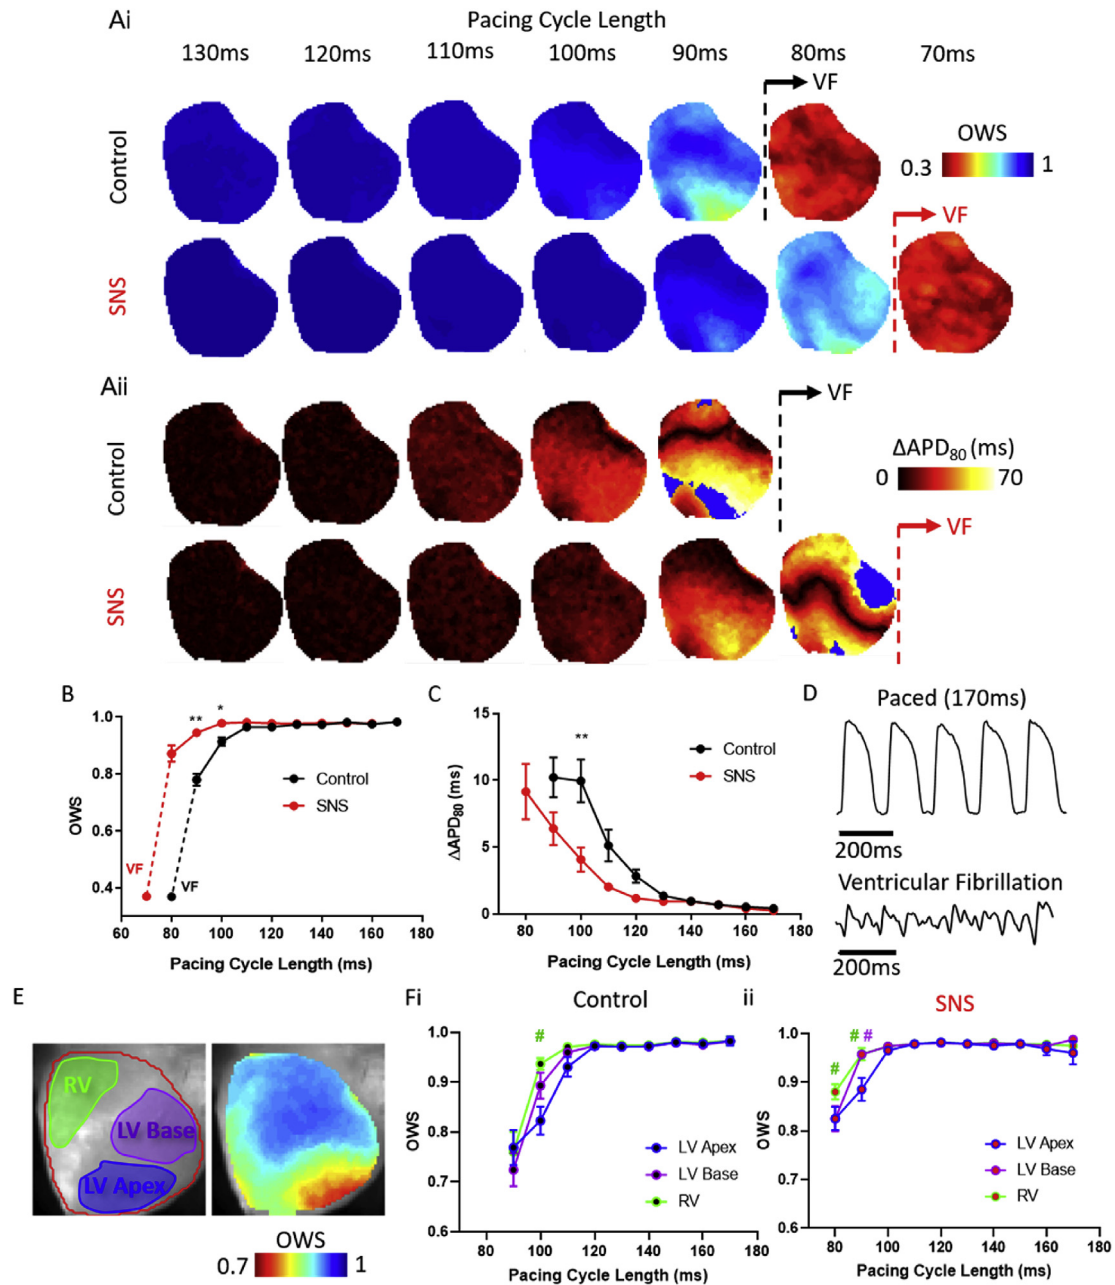 Ai
Pacing Cycle Length
130ms 120ms 110ms 100ms 90ms 80ms 70ms
VF
Control
OWS
0.3 1
VF
SNS
Aii
VF
Control
ΔAPD80 (ms)
0 70
VF
SNS
B
1.0
0.8
0.6
0.4
OWS
** *
Control
SNS
VF
VF
60 80 100 120 140 160 180
Pacing Cycle Length (ms)
C
15
10
5
0
ΔAPD80 (ms)
**
Control
SNS
80 100 120 140 160 180
Pacing Cycle Length (ms)
D
Paced (170ms)
200ms
Ventricular Fibrillation
200ms
E
RV
LV Base
LV Apex
OWS
0.7 1
Fi
Control
1.0
0.9
0.8
0.7
0.6
OWS
#
LV Apex
LV Base
RV
80 100 120 140 160 180
Pacing Cycle Length (ms)
ii
SNS
1.0
0.9
0.8
0.7
0.6
OWS
# # #
LV Apex
LV Base
RV
80 100 120 140 160 180
Pacing Cycle Length (ms)